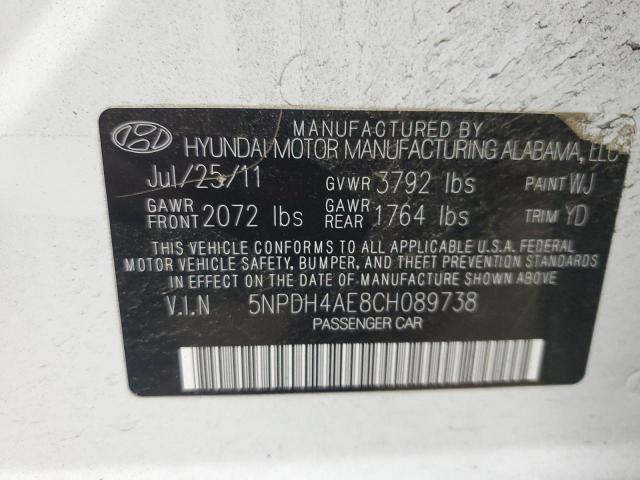 MANUFACTURED BY
HYUNDAI MOTOR MANUFACTURING ALABAMA, LLC
Jul/25/11 GVWR 3792 lbs PAINT WJ
GAWR FRONT 2072 lbs GAWR REAR 1764 lbs TRIM YD
THIS VEHICLE CONFORMS TO ALL APPLICABLE U.S.A. FEDERAL
MOTOR VEHICLE SAFETY, BUMPER, AND THEFT PREVENTION STANDARDS
IN EFFECT ON THE DATE OF MANUFACTURE SHOWN ABOVE.
V.I.N 5NPDH4AE8CH089738
PASSENGER CAR